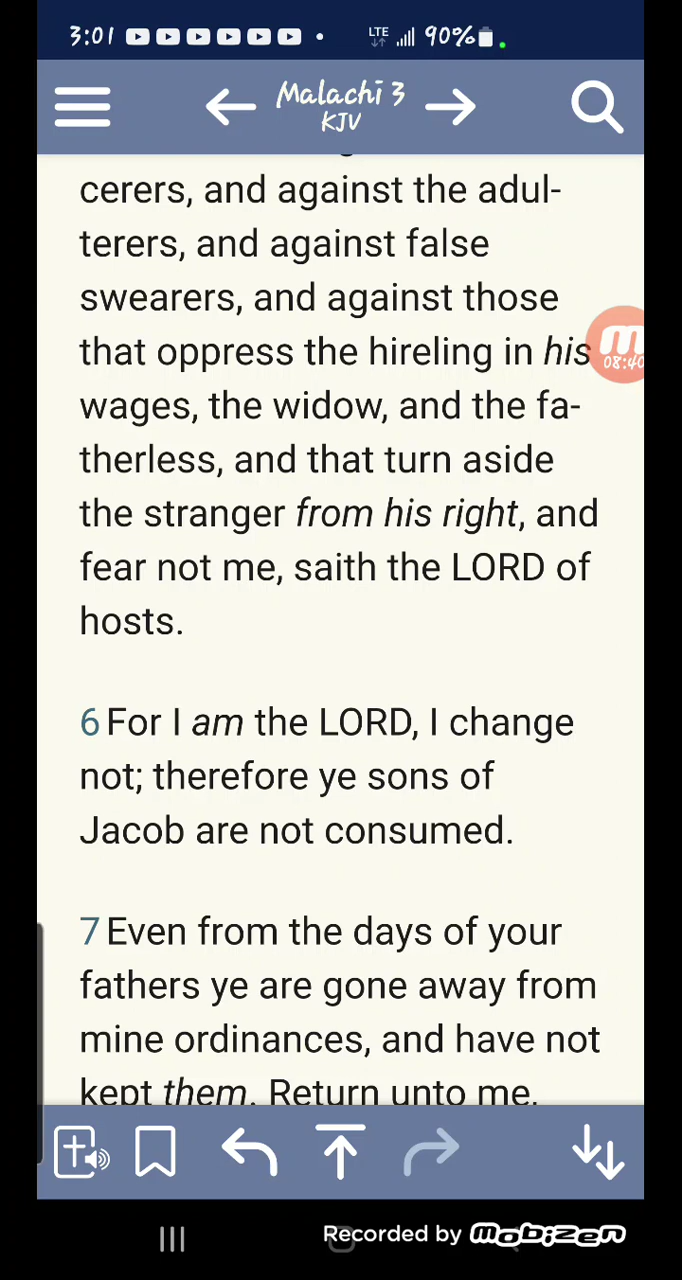 3:01 LTE 90%
Malachi 3
KJV
cerers, and against the adul-
terers, and against false
swearers, and against those
that oppress the hireling in his
08:40
wages, the widow, and the fa-
therless, and that turn aside
the stranger from his right, and
fear not me, saith the LORD of
hosts.
6 For I am the LORD, I change
not; therefore ye sons of
Jacob are not consumed.
7 Even from the days of your
fathers ye are gone away from
mine ordinances, and have not
kept them. Return unto me,
Recorded by mobizen